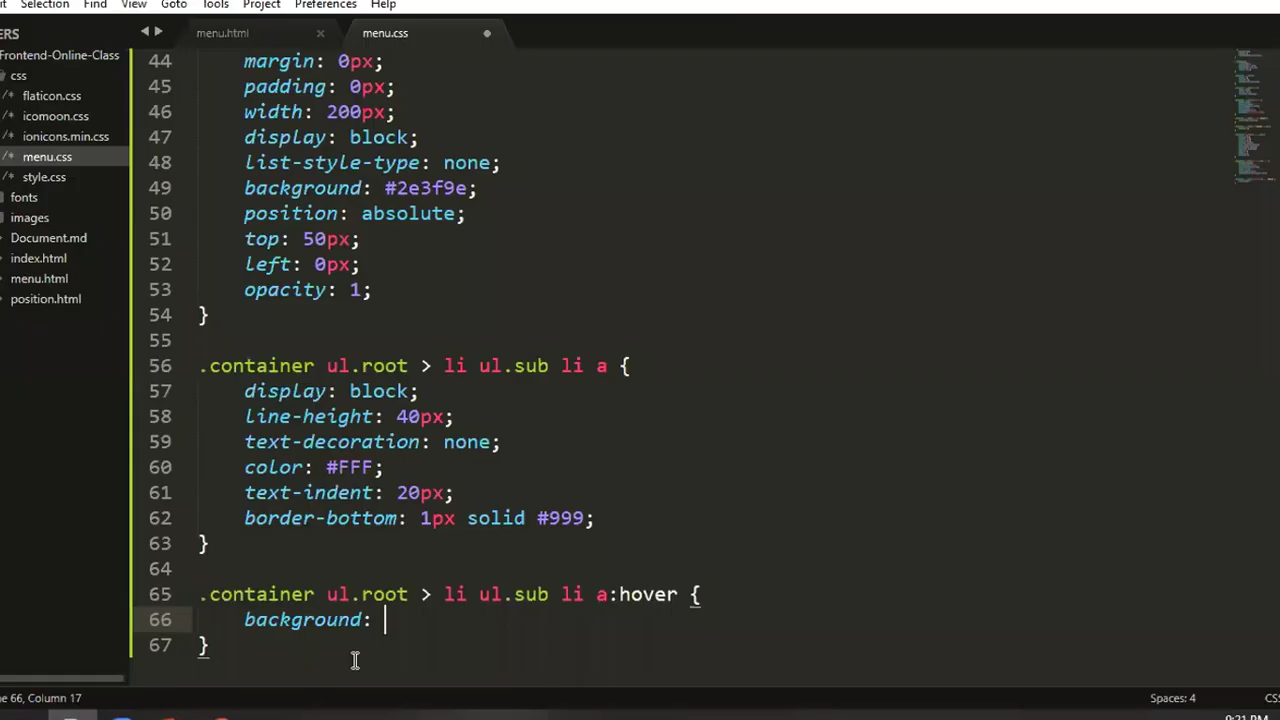 Selection Find View Goto Tools Project Preferences Help
ERS
Frontend-Online-Class
css
/* flaticon.css
/* icomoon.css
/* ionicons.min.css
/* menu.css
/* style.css
fonts
images
Document.md
index.html
menu.html
position.html
menu.html ×
menu.css
44 margin: 0px;
45 padding: 0px;
46 width: 200px;
47 display: block;
48 list-style-type: none;
49 background: #2e3f9e;
50 position: absolute;
51 top: 50px;
52 left: 0px;
53 opacity: 1;
54 }
55
56 .container ul.root > li ul.sub li a {
57 display: block;
58 line-height: 40px;
59 text-decoration: none;
60 color: #FFF;
61 text-indent: 20px;
62 border-bottom: 1px solid #999;
63 }
64
65 .container ul.root > li ul.sub li a:hover {
66 background:
67 }
ne 66, Column 17
Spaces: 4
CSS
9:21 PM